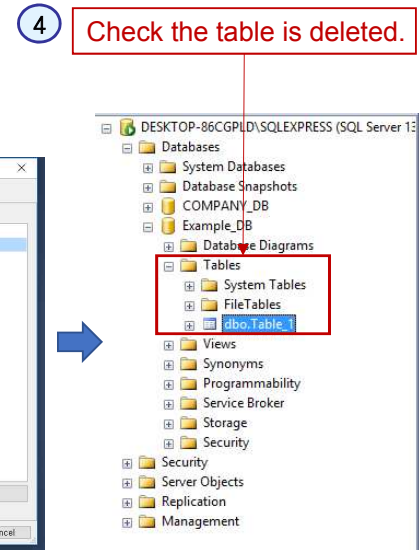 4
Check the table is deleted.
DESKTOP-86CGPLD\SQLEXPRESS (SQL Server 13
Databases
System Databases
Database Snapshots
COMPANY_DB
Example_DB
Database Diagrams
Tables
System Tables
FileTables
dbo.Table_1
Views
Synonyms
Programmability
Service Broker
Storage
Security
Security
Server Objects
Replication
Management
ncel